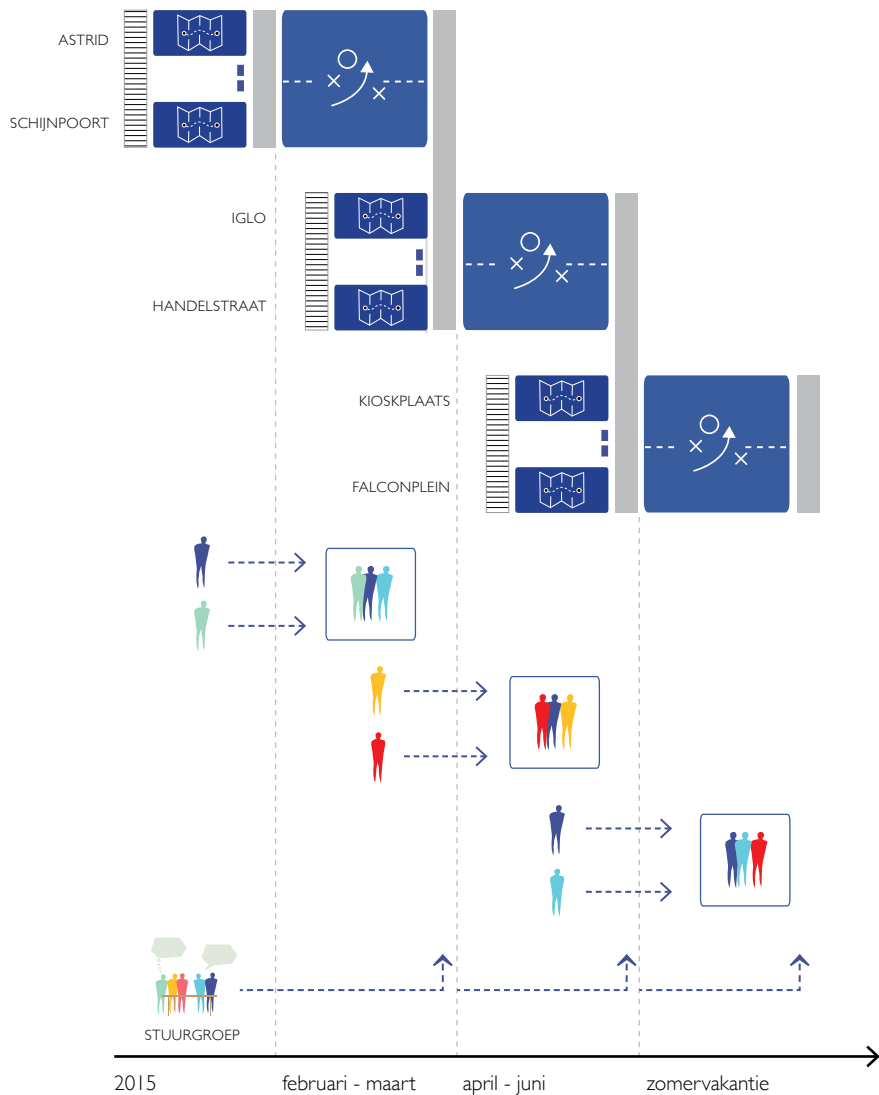 ASTRID
SCHIJNPOORT
IGLO
HANDELSTRAAT
KIOSKPLAATS
FALCONPLEIN
STUURGROEP
2015
februari - maart
april - juni
zomervakantie